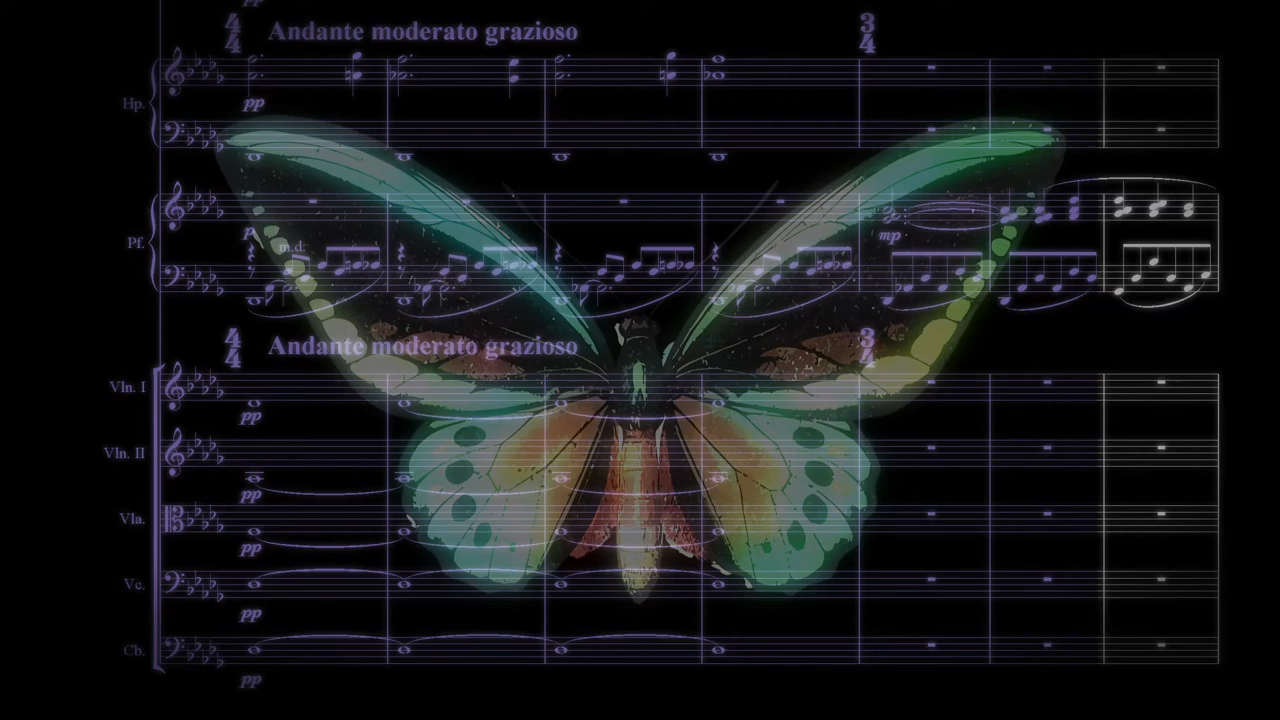 pp
4 Andante moderato grazioso 3
4 4
Hp.
pp
Pf.
mp
m.d.
4 Andante moderato grazioso 3
4 4
Vln. I
pp
Vln. II
pp
Vla.
pp
Vc.
pp
Cb.
pp